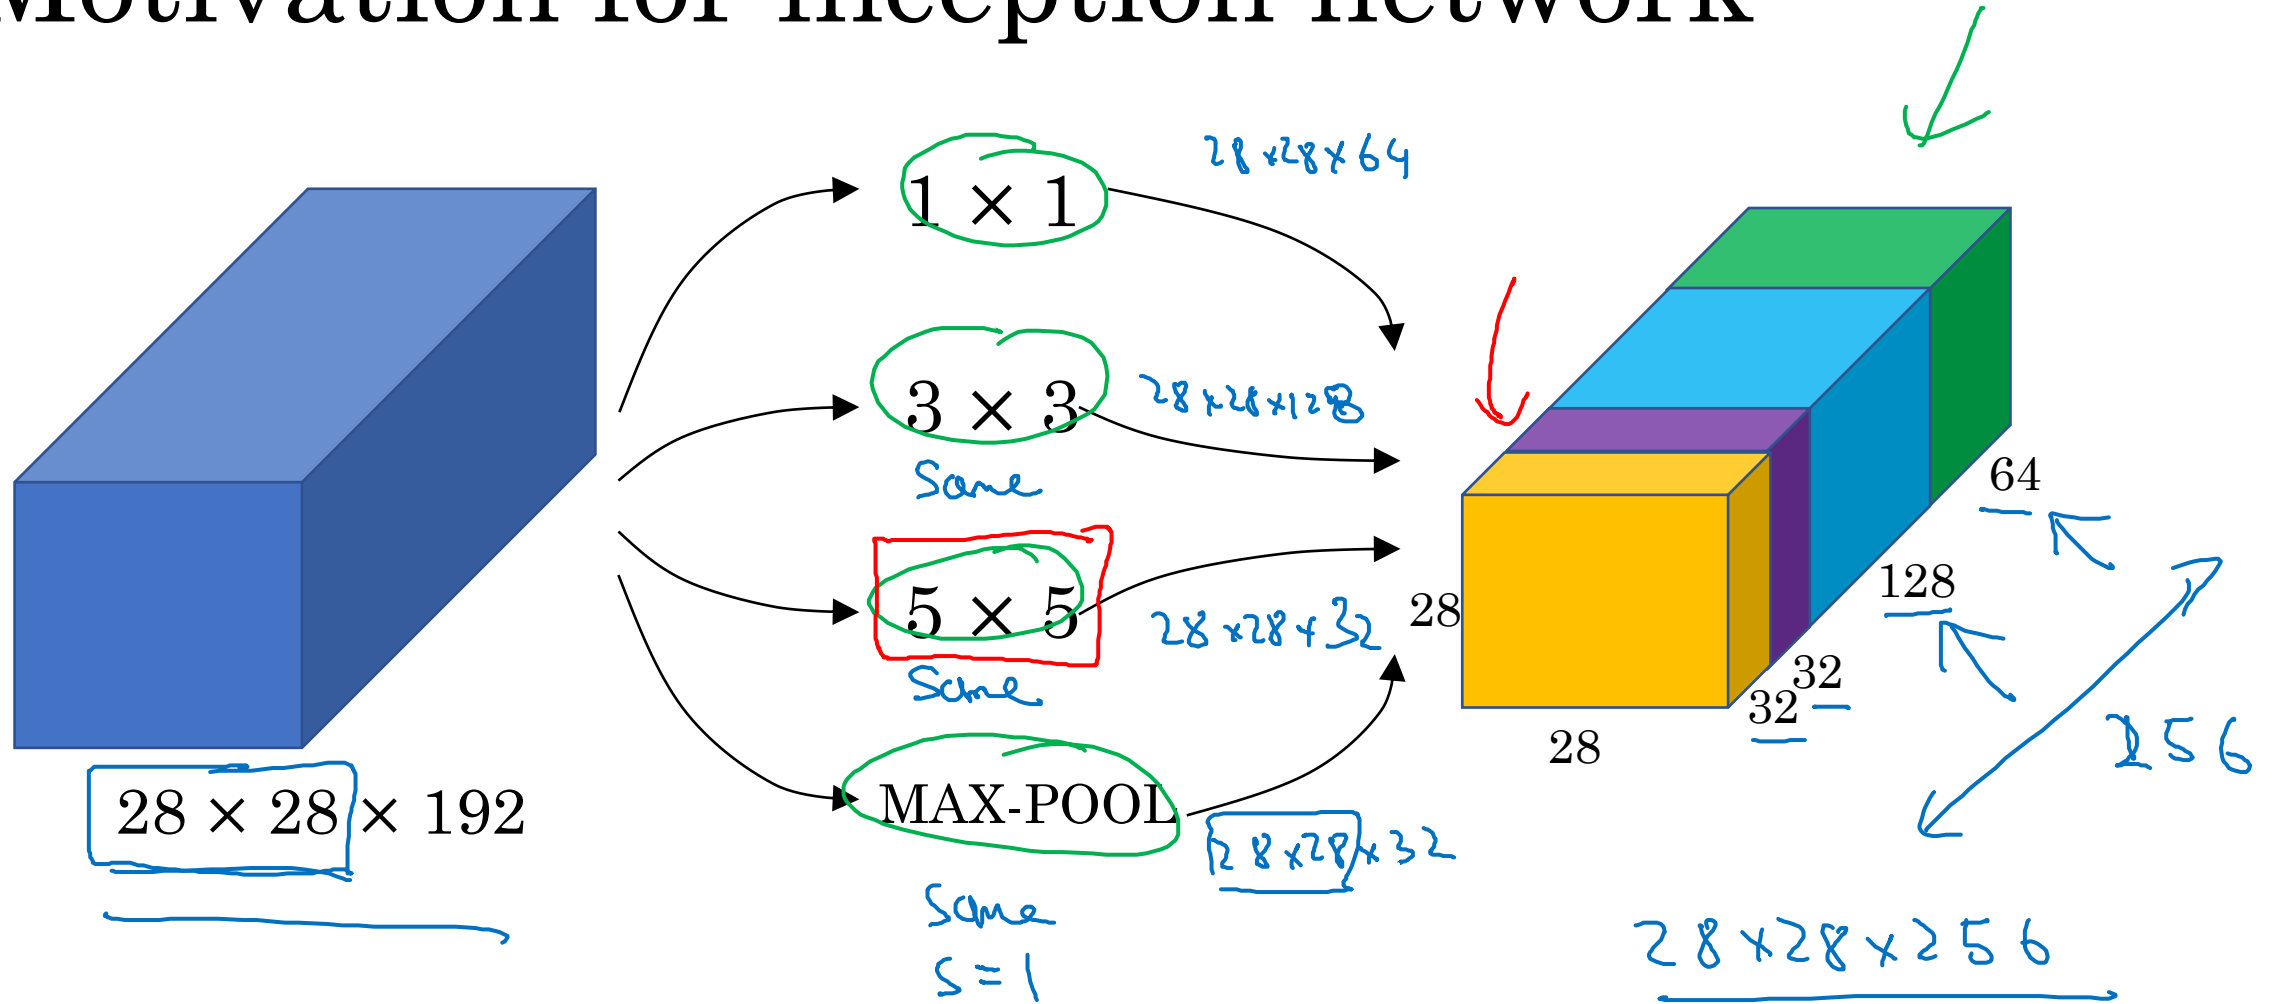 Motivation for inception network
1 × 1
28×28×64
3 × 3
28×28×128
Same
5 × 5
28×28×32
Same
MAX-POOL
28×28×32
Same
s=1
28 × 28 × 192
28
28
32
32
128
64
256
28×28×256